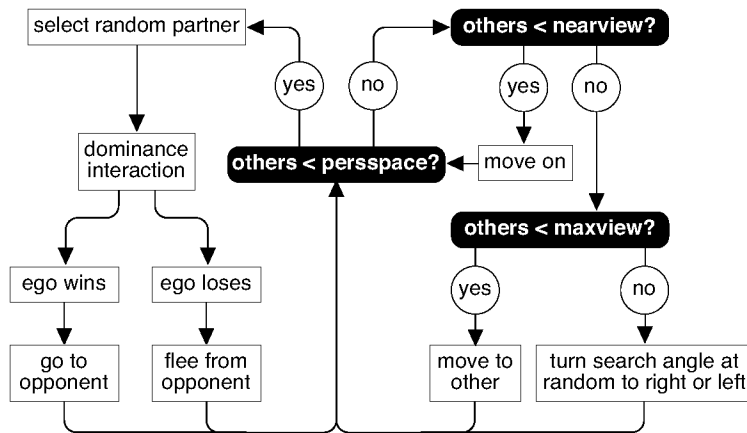 select random partner
others < nearview?
yes
no
yes
no
dominance
interaction
others < persspace?
move on
others < maxview?
ego wins
ego loses
yes
no
go to
opponent
flee from
opponent
move to
other
turn search angle at
random to right or left